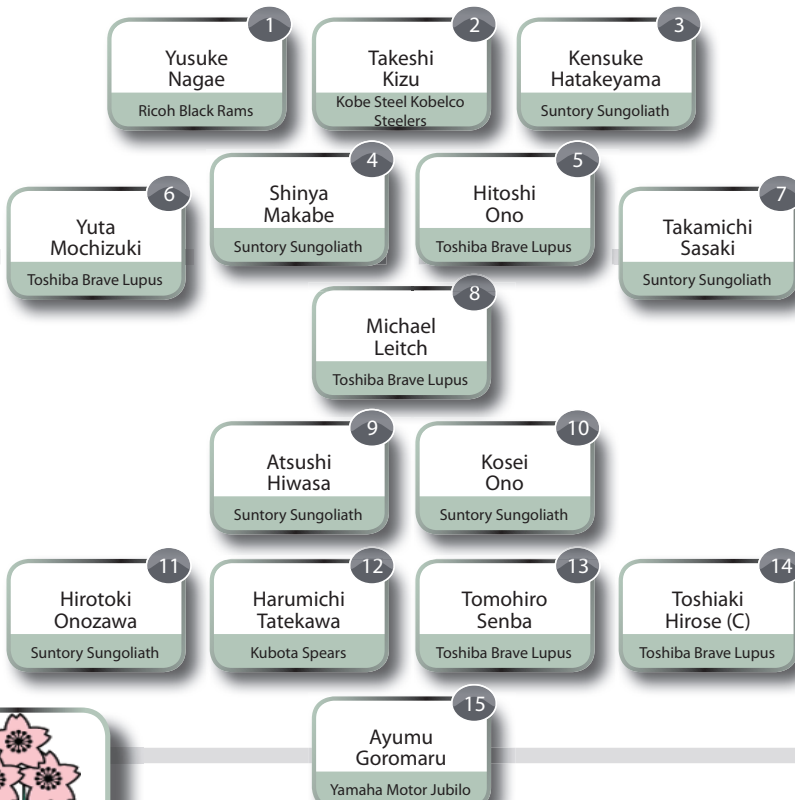 1
Yusuke
Nagae
Ricoh Black Rams
2
Takeshi
Kizu
Kobe Steel Kobelco
Steelers
3
Kensuke
Hatakeyama
Suntory Sungoliath
4
Shinya
Makabe
Suntory Sungoliath
5
Hitoshi
Ono
Toshiba Brave Lupus
6
Yuta
Mochizuki
Toshiba Brave Lupus
7
Takamichi
Sasaki
Suntory Sungoliath
8
Michael
Leitch
Toshiba Brave Lupus
9
Atsushi
Hiwasa
Suntory Sungoliath
10
Kosei
Ono
Suntory Sungoliath
11
Hirotoki
Onozawa
Suntory Sungoliath
12
Harumichi
Tatekawa
Kubota Spears
13
Tomohiro
Senba
Toshiba Brave Lupus
14
Toshiaki
Hirose (C)
Toshiba Brave Lupus
15
Ayumu
Goromaru
Yamaha Motor Jubilo